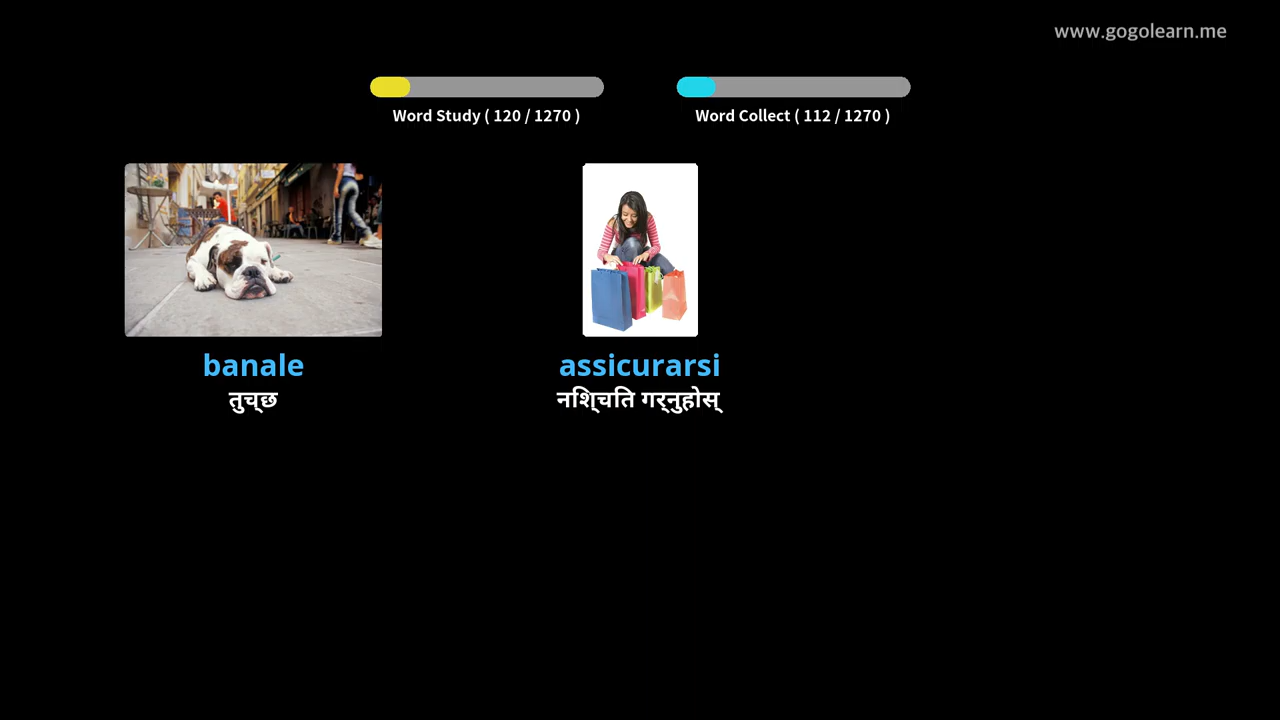 www.gogolearn.me
Word Study ( 120 / 1270 )
Word Collect ( 112 / 1270 )
banale
तुच्छ
assicurarsi
नश्चिति गर्नुहोस्